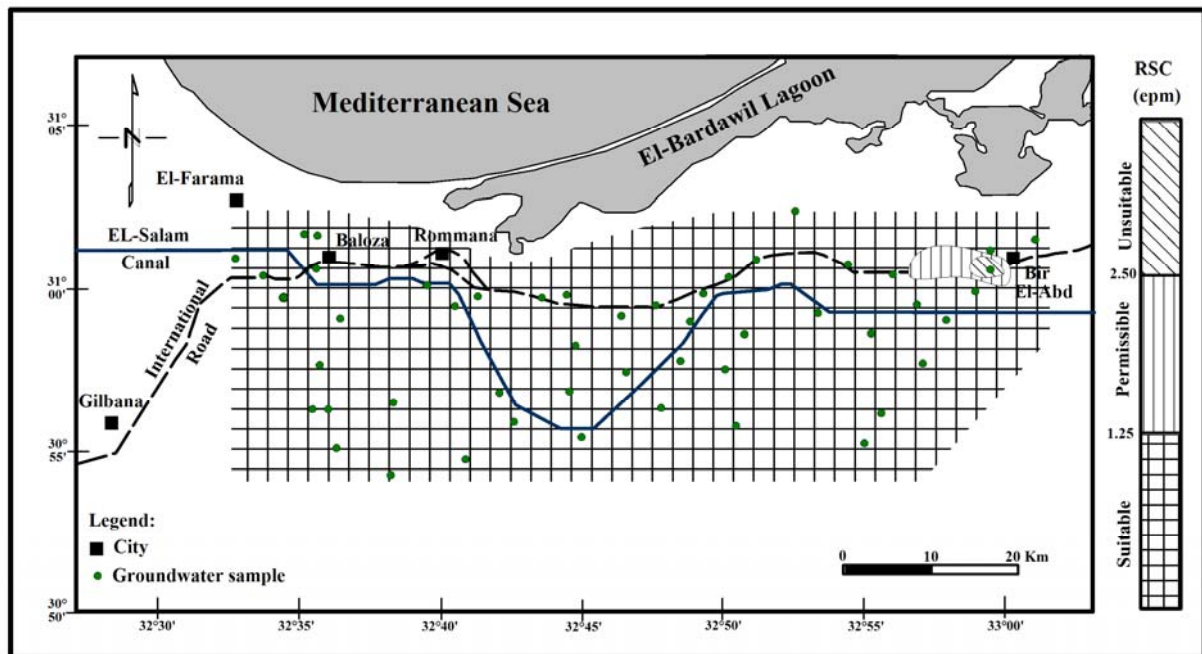 Mediterranean Sea
El-Bardawil Lagoon
RSC
(epm)
31°
05'
N
El-Farama
EL-Salam
Canal
Baloza
Rommana
Bir
El-Abd
31°
00'
International
Road
Gilbana
30°
55'
Legend:
City
Groundwater sample
0 10 20 Km
30°
50'
32°30' 32°35' 32°40' 32°45' 32°50' 32°55' 33°00'
Unsuitable
2.50
Permissible
1.25
Suitable